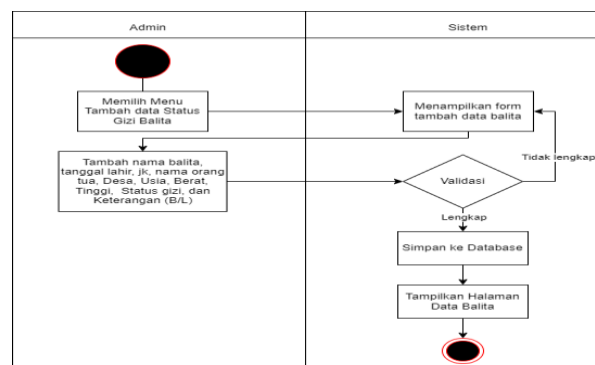 Admin
Sistem
Memilih Menu
Tambah data Status
Gizi Balita
Menampilkan form
tambah data balita
Tambah nama balita,
tanggal lahir, jk, nama orang
tua, Desa, Usia, Berat,
Tinggi, Status gizi, dan
Keterangan (B/L)
Validasi
Tidak lengkap
Lengkap
Simpan ke Database
Tampilkan Halaman
Data Balita